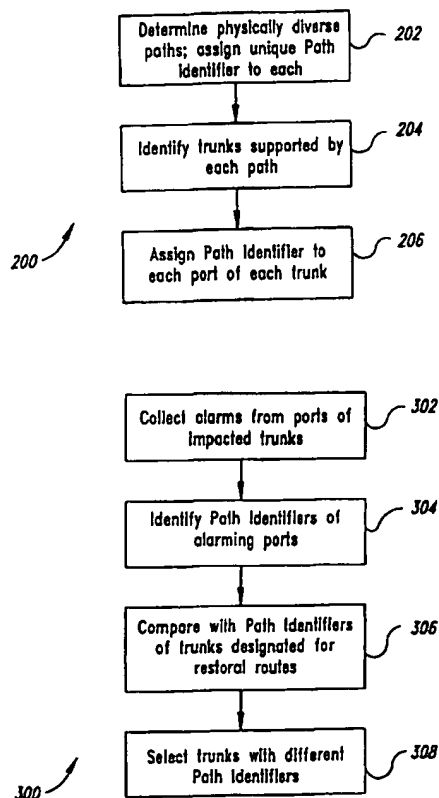 Determine physically diverse
paths; assign unique Path
Identifier to each
202
Identify trunks supported by
each path
204
Assign Path Identifier to
each port of each trunk
206
200
Collect alarms from ports of
impacted trunks
302
Identify Path Identifiers of
alarming ports
304
Compare with Path Identifiers
of trunks designated for
restoral routes
306
Select trunks with different
Path Identifiers
308
300